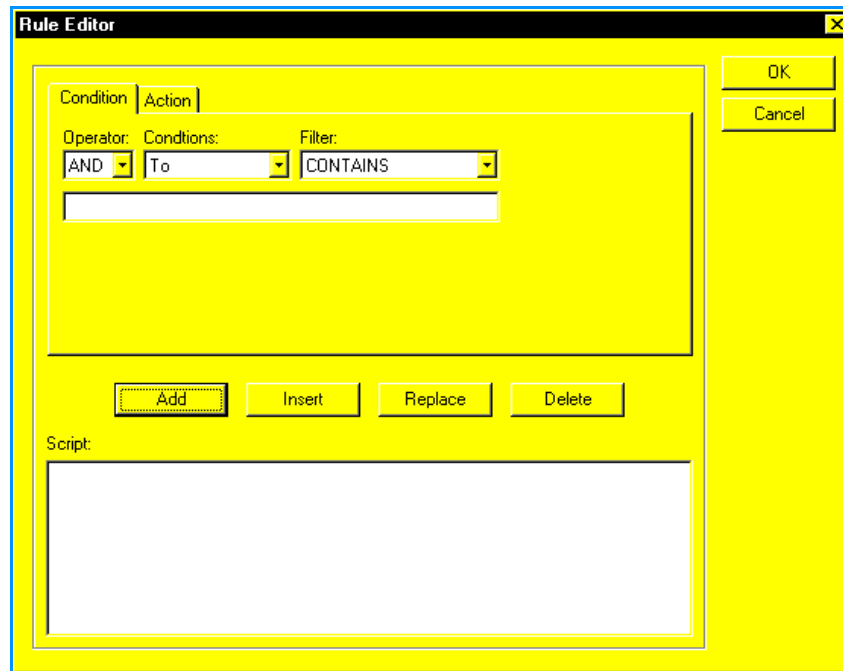 Rule Editor
OK
Cancel
Condition Action
Operator: Condtions: Filter:
AND To CONTAINS
Add Insert Replace Delete
Script: